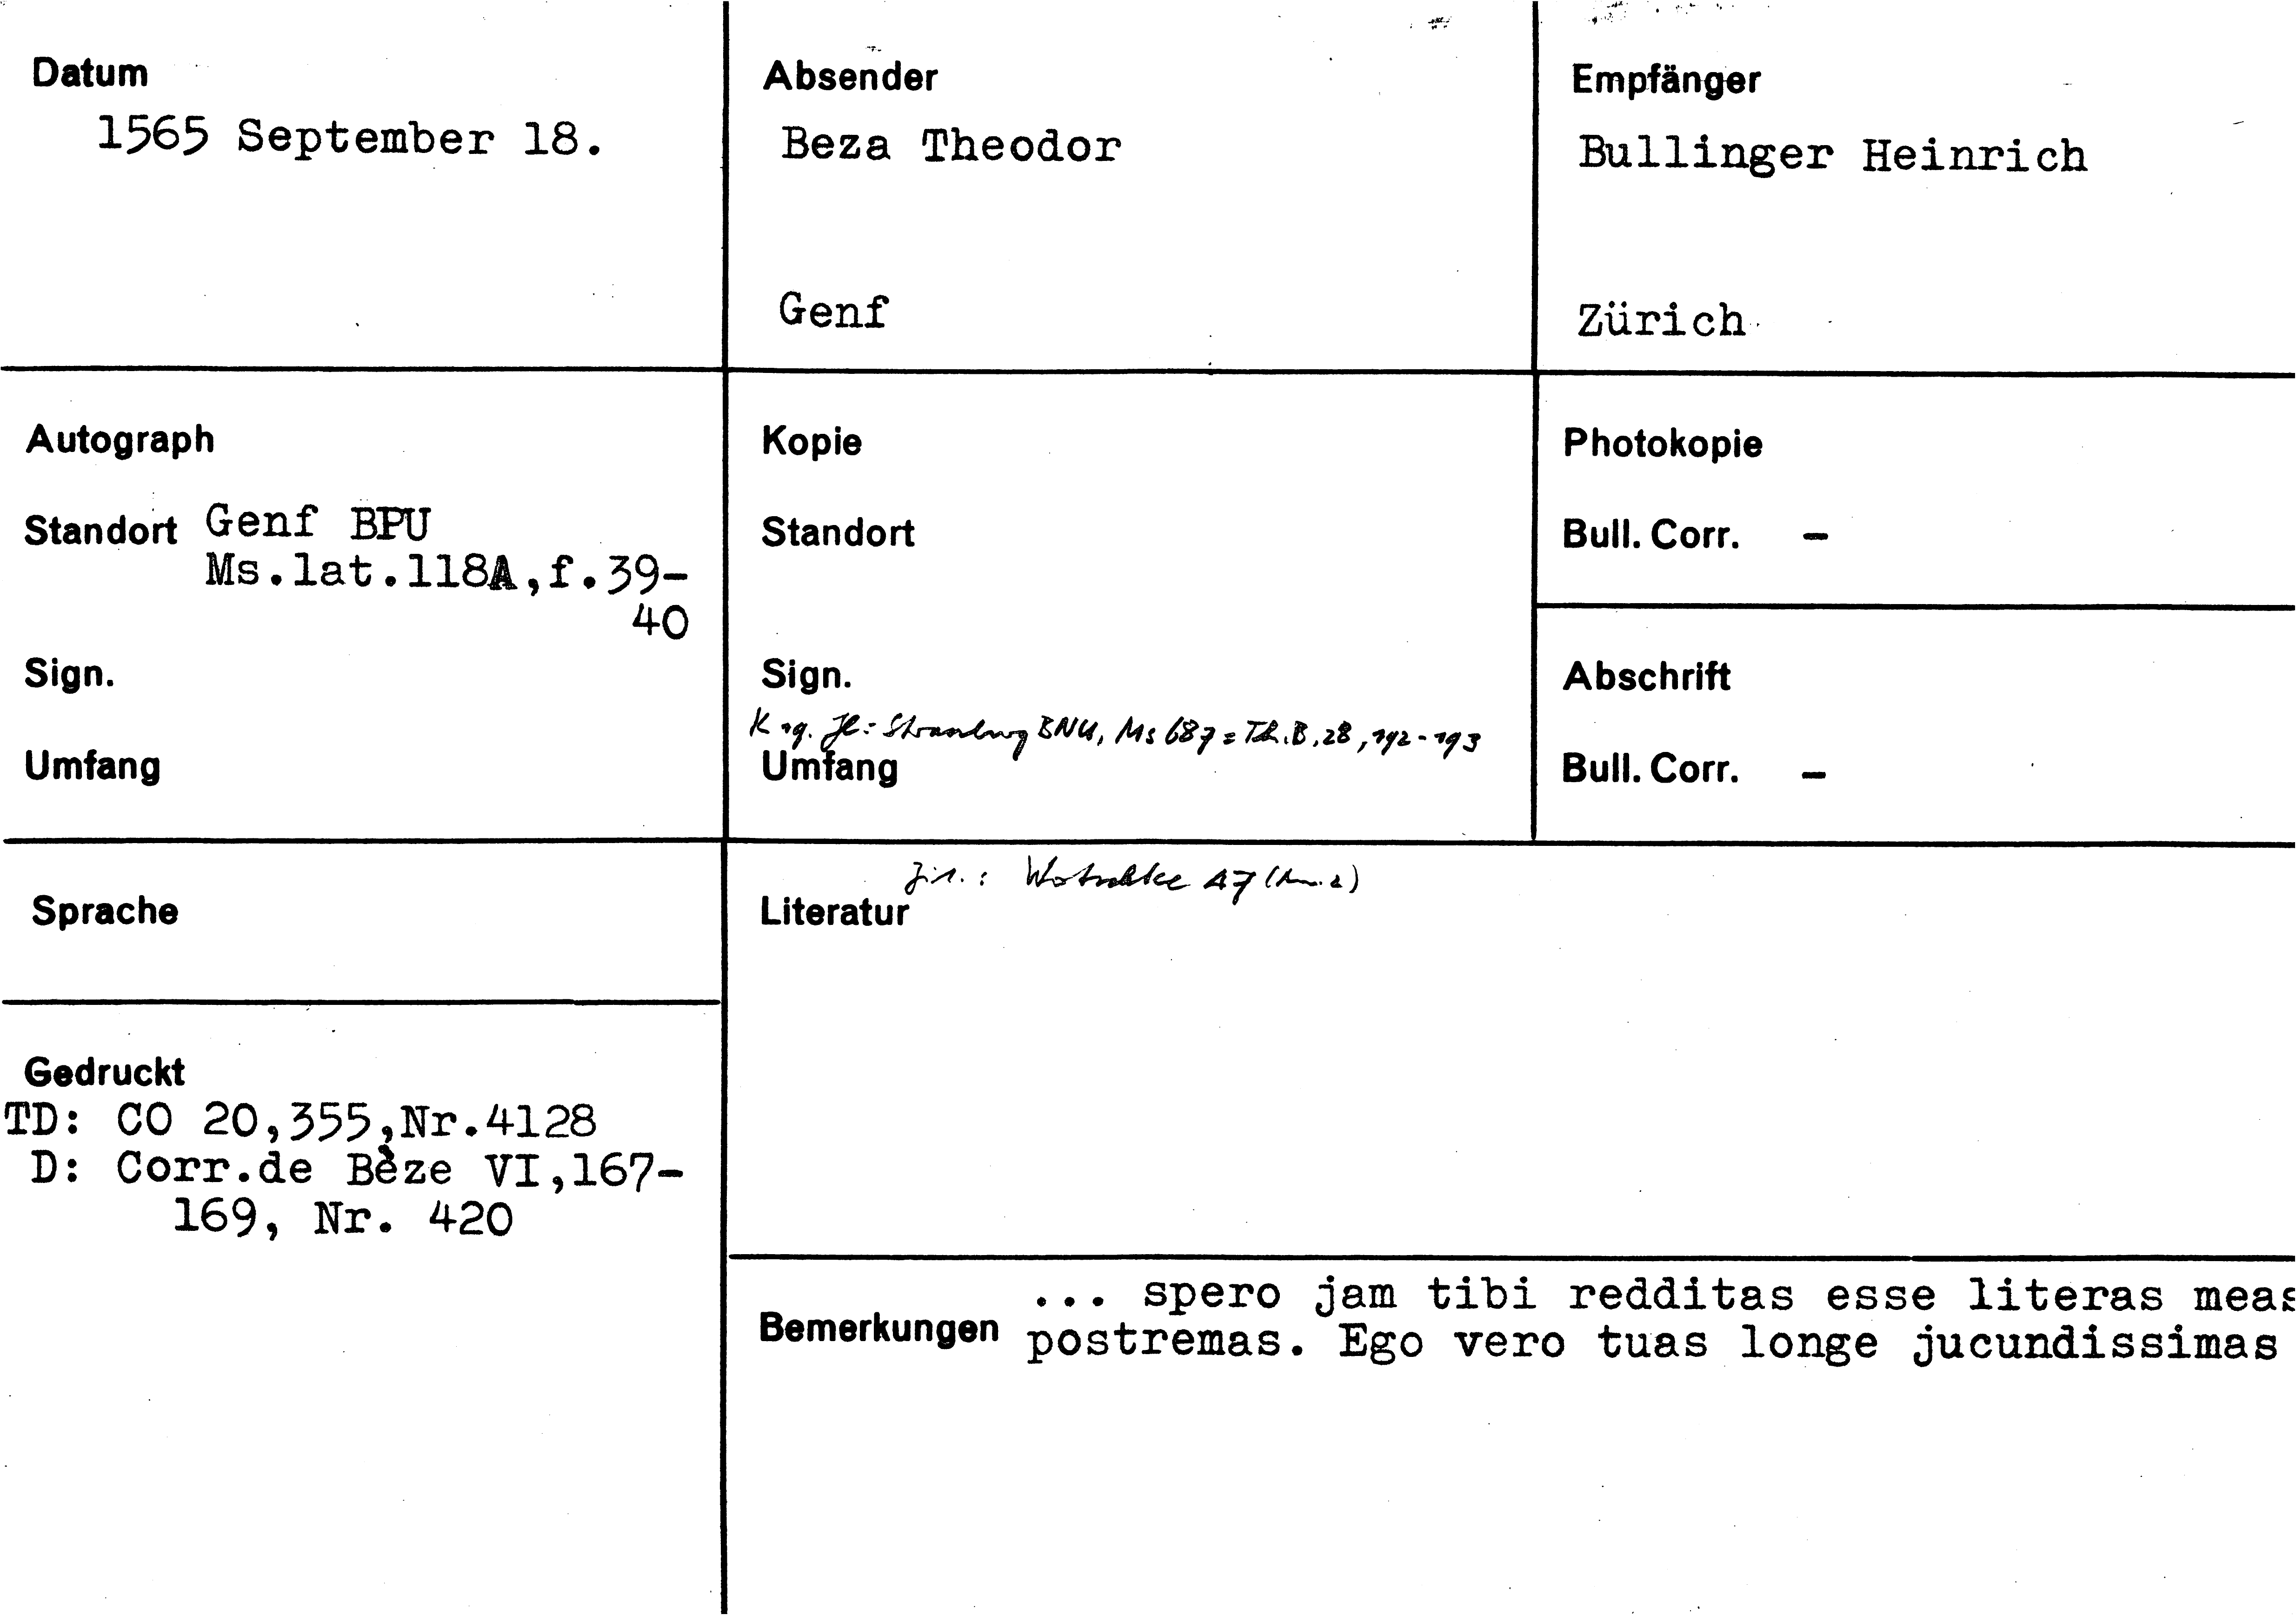 Datum
1565 September 18.
Absender
Beza Theodor
Genf
Empfänger
Bullinger Heinrich
Zürich
Autograph
Standort Genf BPU
Ms.lat.118A,f.39-
40
Sign.
Umfang
Kopie
Standort
Sign.
Strassburg BNU, Ms 687 = Th.B,28,192-193
Umfang
Photokopie
Bull. Corr. -
Abschrift
Bull. Corr. -
Sprache
Gedruckt
TD: CO 20,355,Nr.4128
D: Corr.de Bèze VI,167-
169, Nr. 420
Zit.: Wotschke 47 (Anm. 2)
Literatur
Bemerkungen
... spero jam tibi redditas esse literas meas
postremas. Ego vero tuas longe jucundissimas